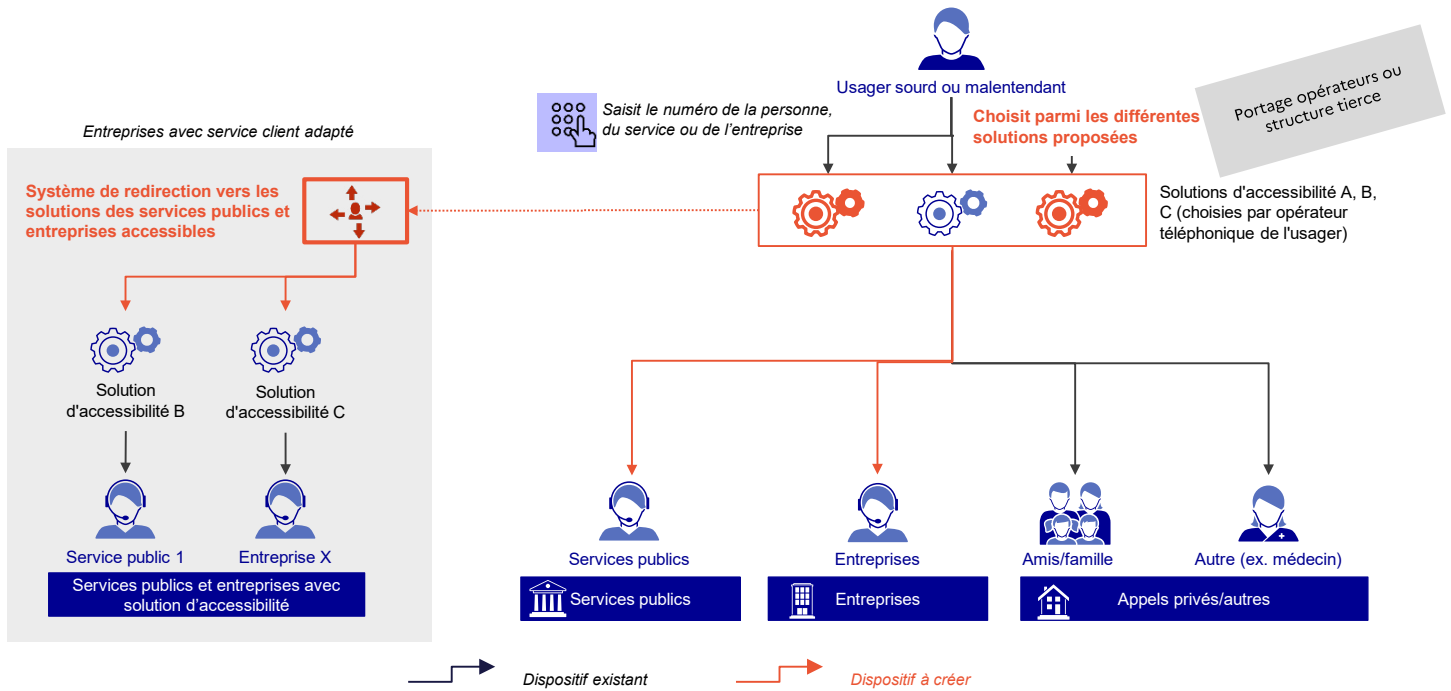 Usager sourd ou malentendant
Portage opérateurs ou
structure tierce
Saisit le numéro de la personne,
du service ou de l'entreprise
Choisit parmi les différentes
solutions proposées
Entreprises avec service client adapté
Système de redirection vers les
solutions des services publics et
entreprises accessibles
Solutions d'accessibilité A, B,
C (choisies par opérateur
téléphonique de l'usager)
Solution
d'accessibilité B
Solution
d'accessibilité C
Service public 1
Entreprise X
Services publics et entreprises avec
solution d'accessibilité
Services publics
Entreprises
Amis/famille
Autre (ex. médecin)
Services publics
Entreprises
Appels privés/autres
Dispositif existant
Dispositif à créer